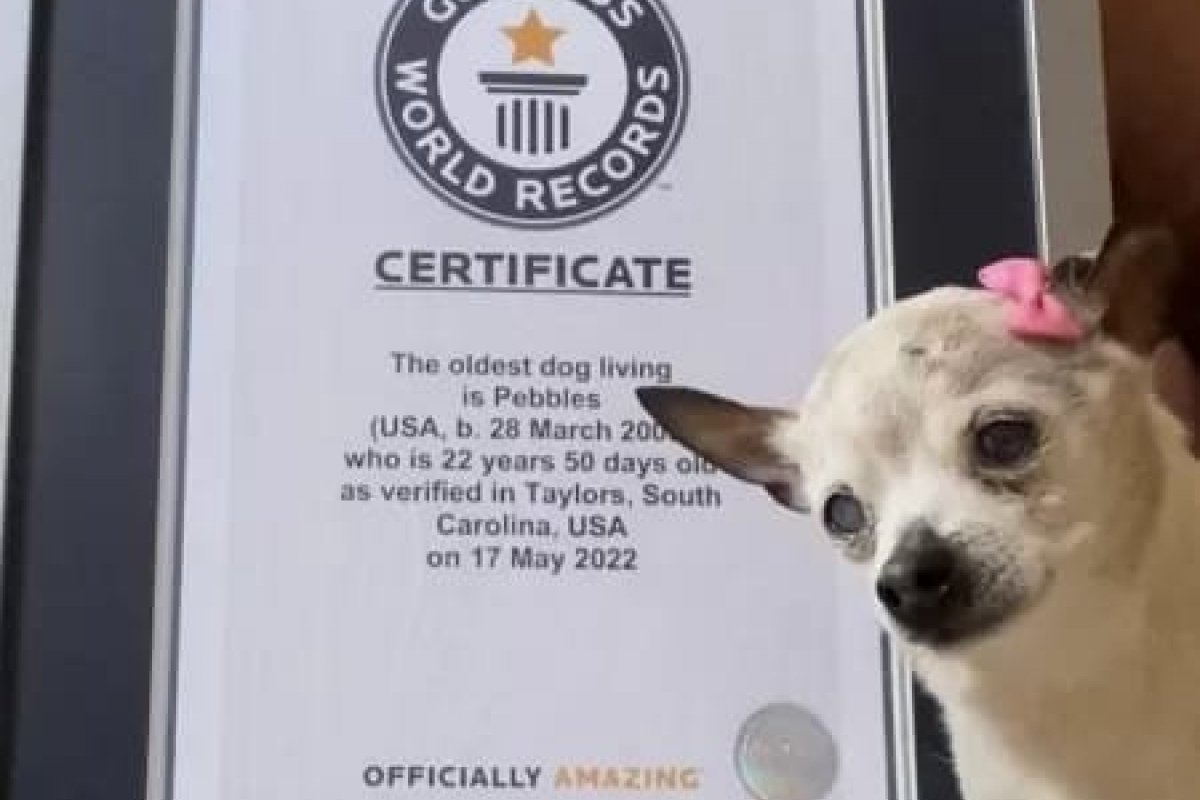 WORLD RECORDS
CERTIFICATE
The oldest dog living
is Pebbles
(USA, b. 28 March
who is 22 years 50 days old
as verified in Taylors, South
Carolina, USA
on 17 May 2022
OFFICIALLY AMAZING